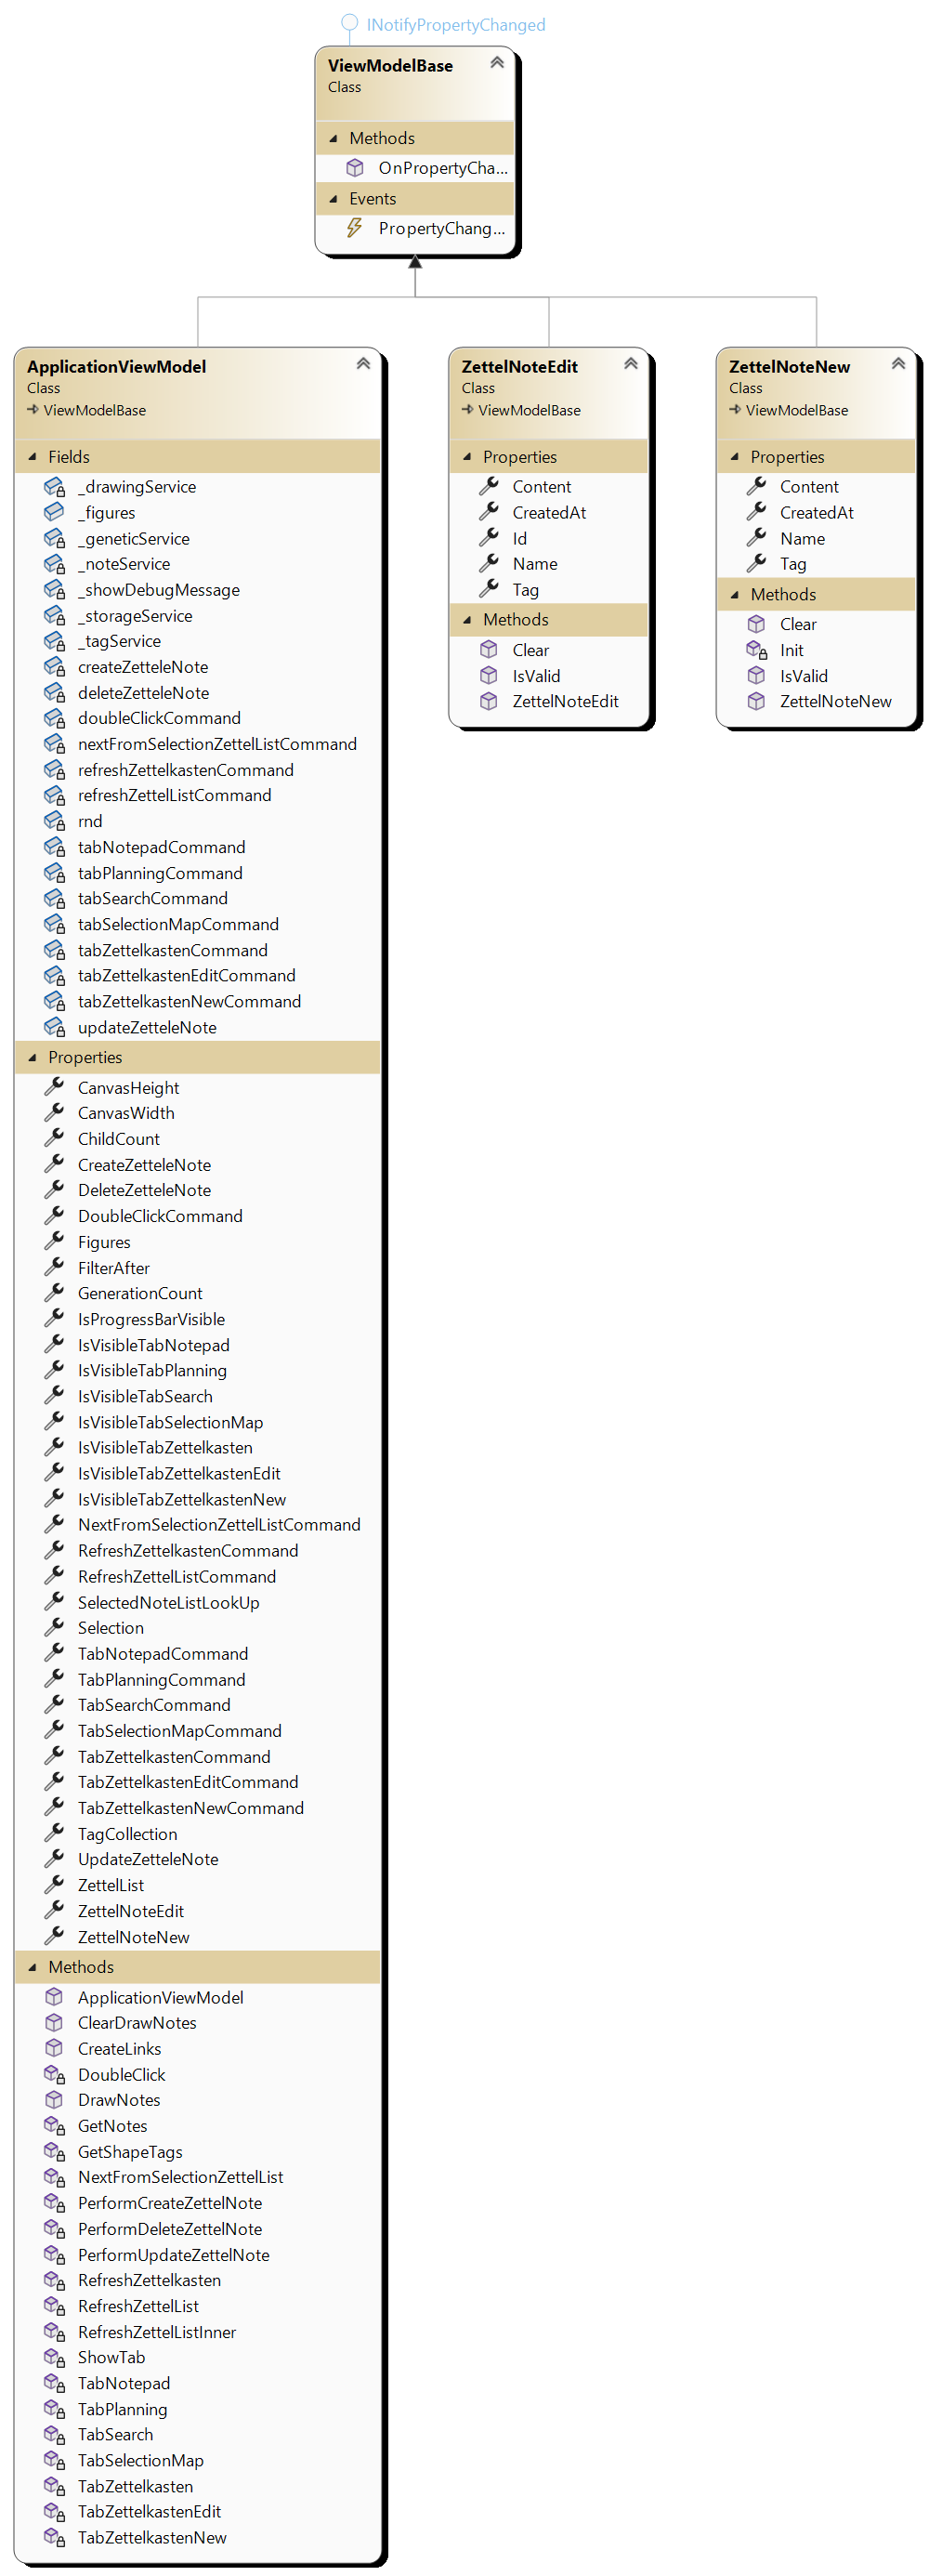 INotifyPropertyChanged
ViewModelBase
Class
Methods
OnPropertyCha...
Events
PropertyChang...
ApplicationViewModel
Class
ViewModelBase
Fields
_drawingService
_figures
_geneticService
_noteService
_showDebugMessage
_storageService
_tagService
createZetteleNote
deleteZetteleNote
doubleClickCommand
nextFromSelectionZettelListCommand
refreshZettelkastenCommand
refreshZettelListCommand
rnd
tabNotepadCommand
tabPlanningCommand
tabSearchCommand
tabSelectionMapCommand
tabZettelkastenCommand
tabZettelkastenEditCommand
tabZettelkastenNewCommand
updateZetteleNote
Properties
CanvasHeight
CanvasWidth
ChildCount
CreateZetteleNote
DeleteZetteleNote
DoubleClickCommand
Figures
FilterAfter
GenerationCount
IsProgressBarVisible
IsVisibleTabNotepad
IsVisibleTabPlanning
IsVisibleTabSearch
IsVisibleTabSelectionMap
IsVisibleTabZettelkasten
IsVisibleTabZettelkastenEdit
IsVisibleTabZettelkastenNew
NextFromSelectionZettelListCommand
RefreshZettelkastenCommand
RefreshZettelListCommand
SelectedNoteListLookUp
Selection
TabNotepadCommand
TabPlanningCommand
TabSearchCommand
TabSelectionMapCommand
TabZettelkastenCommand
TabZettelkastenEditCommand
TabZettelkastenNewCommand
TagCollection
UpdateZetteleNote
ZettelList
ZettelNoteEdit
ZettelNoteNew
Methods
ApplicationViewModel
ClearDrawNotes
CreateLinks
DoubleClick
DrawNotes
GetNotes
GetShapeTags
NextFromSelectionZettelList
PerformCreateZettelNote
PerformDeleteZettelNote
PerformUpdateZettelNote
RefreshZettelkasten
RefreshZettelList
RefreshZettelListInner
ShowTab
TabNotepad
TabPlanning
TabSearch
TabSelectionMap
TabZettelkasten
TabZettelkastenEdit
TabZettelkastenNew
ZettelNoteEdit
Class
ViewModelBase
Properties
Content
CreatedAt
Id
Name
Tag
Methods
Clear
IsValid
ZettelNoteEdit
ZettelNoteNew
Class
ViewModelBase
Properties
Content
CreatedAt
Name
Tag
Methods
Clear
Init
IsValid
ZettelNoteNew